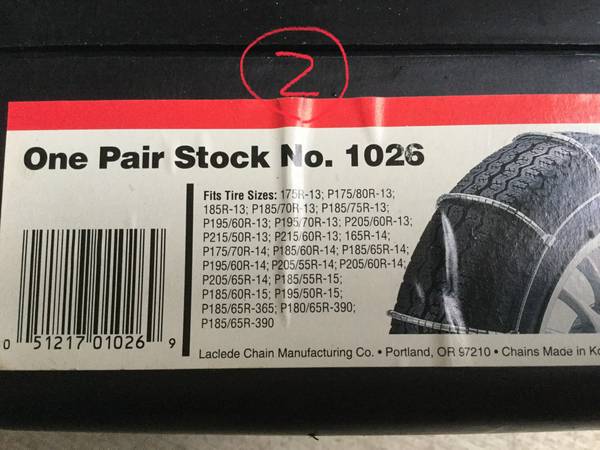 2
One Pair Stock No. 1026
Fits Tire Sizes: 175R-13; P175/80R-13;
185R-13; P185/70R-13; P185/75R-13;
P195/60R-13; P195/70R-13; P205/60R-13;
P215/50R-13; P215/60R-13; 165R-14;
P175/70R-14; P185/60R-14; P185/65R-14;
P195/60R-14; P205/55R-14; P205/60R-14;
P205/65R-14; P185/55R-15;
P185/60R-15; P195/50R-15;
P185/65R-365; P180/65R-390;
P185/65R-390
0 51217 01026 9
Laclede Chain Manufacturing Co. • Portland, OR 97210 • Chains Made in Ko